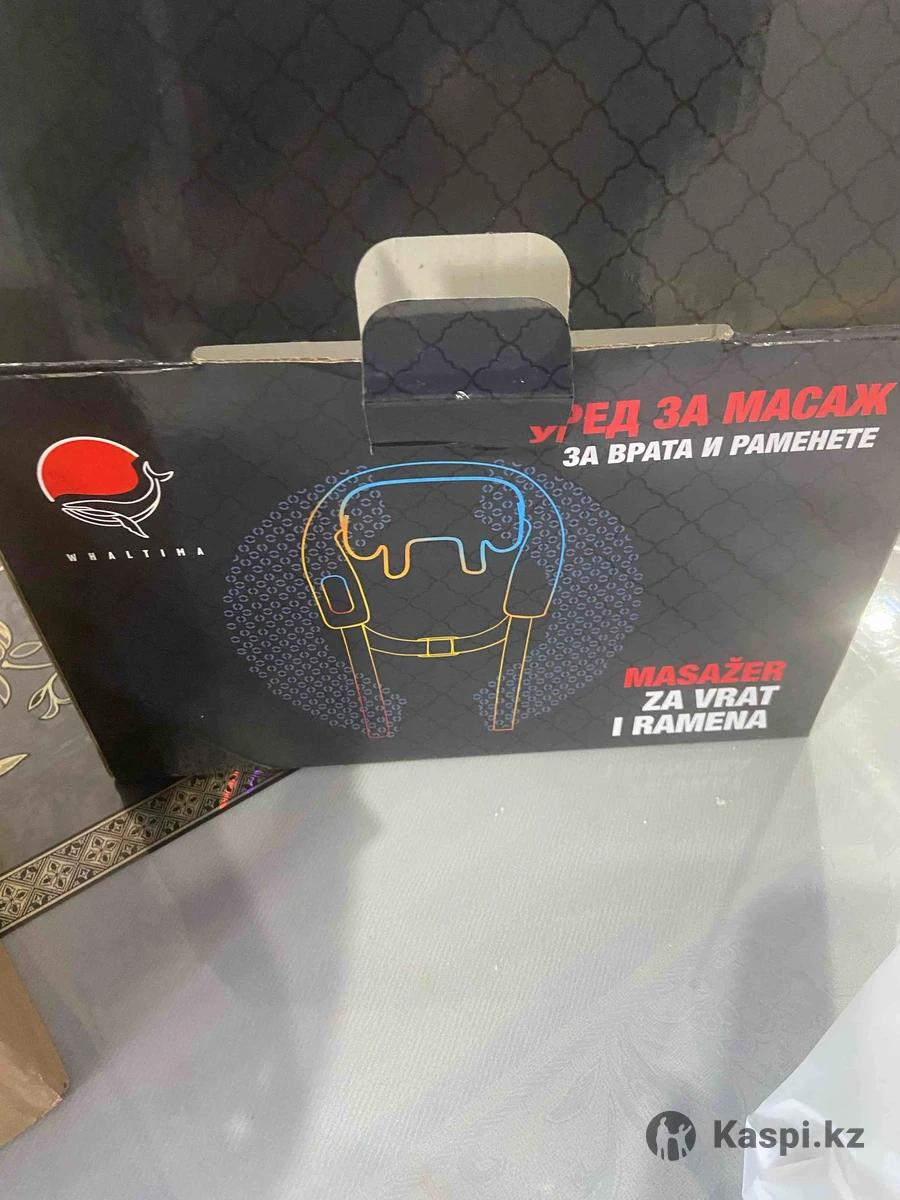 УРЕД ЗА МАСАЖ
ЗА ВРАТА И РАМЕНЕТЕ
WHALTIMA
MASAŽER
ZA VRAT
I RAMENA
Kaspi.kz